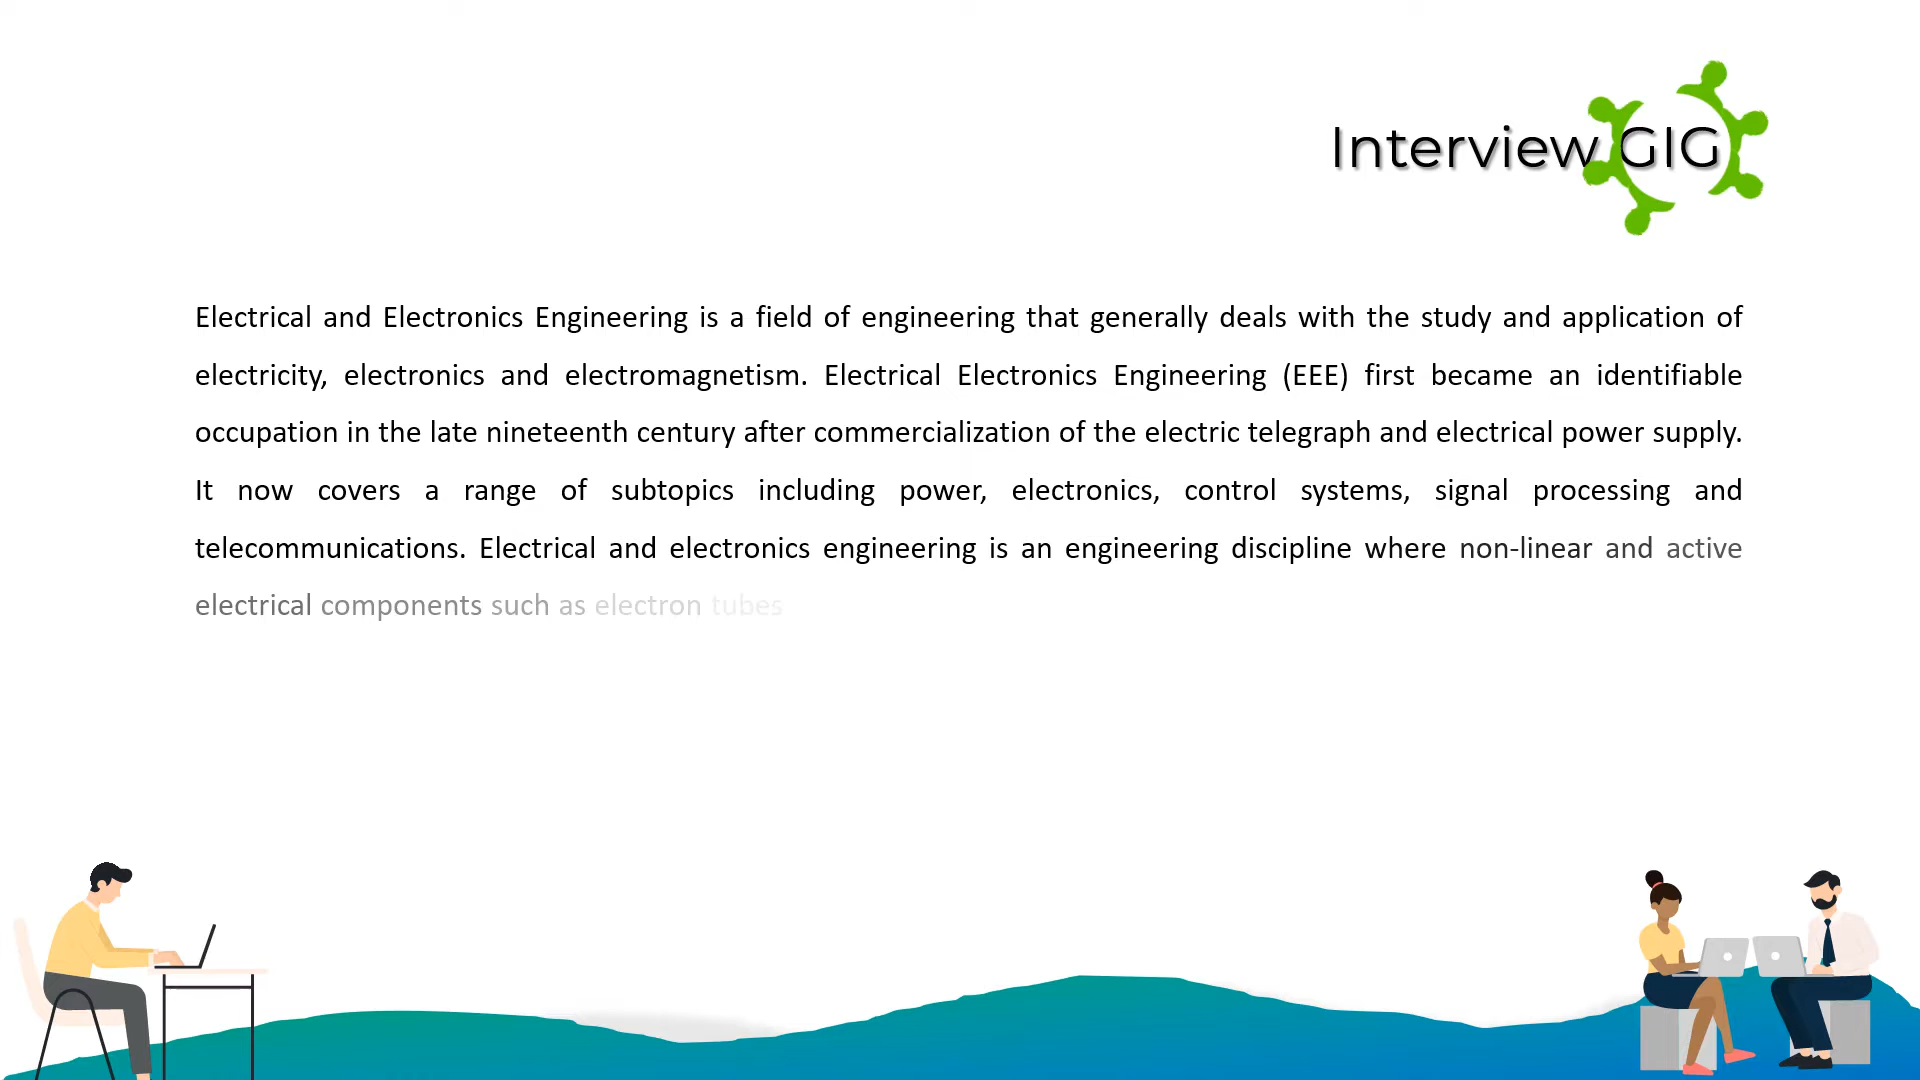 Interview GIG
Electrical and Electronics Engineering is a field of engineering that generally deals with the study and application of
electricity, electronics and electromagnetism. Electrical Electronics Engineering (EEE) first became an identifiable
occupation in the late nineteenth century after commercialization of the electric telegraph and electrical power supply.
It now covers a range of subtopics including power, electronics, control systems, signal processing and
telecommunications. Electrical and electronics engineering is an engineering discipline where non-linear and active
electrical components such as electron tubes